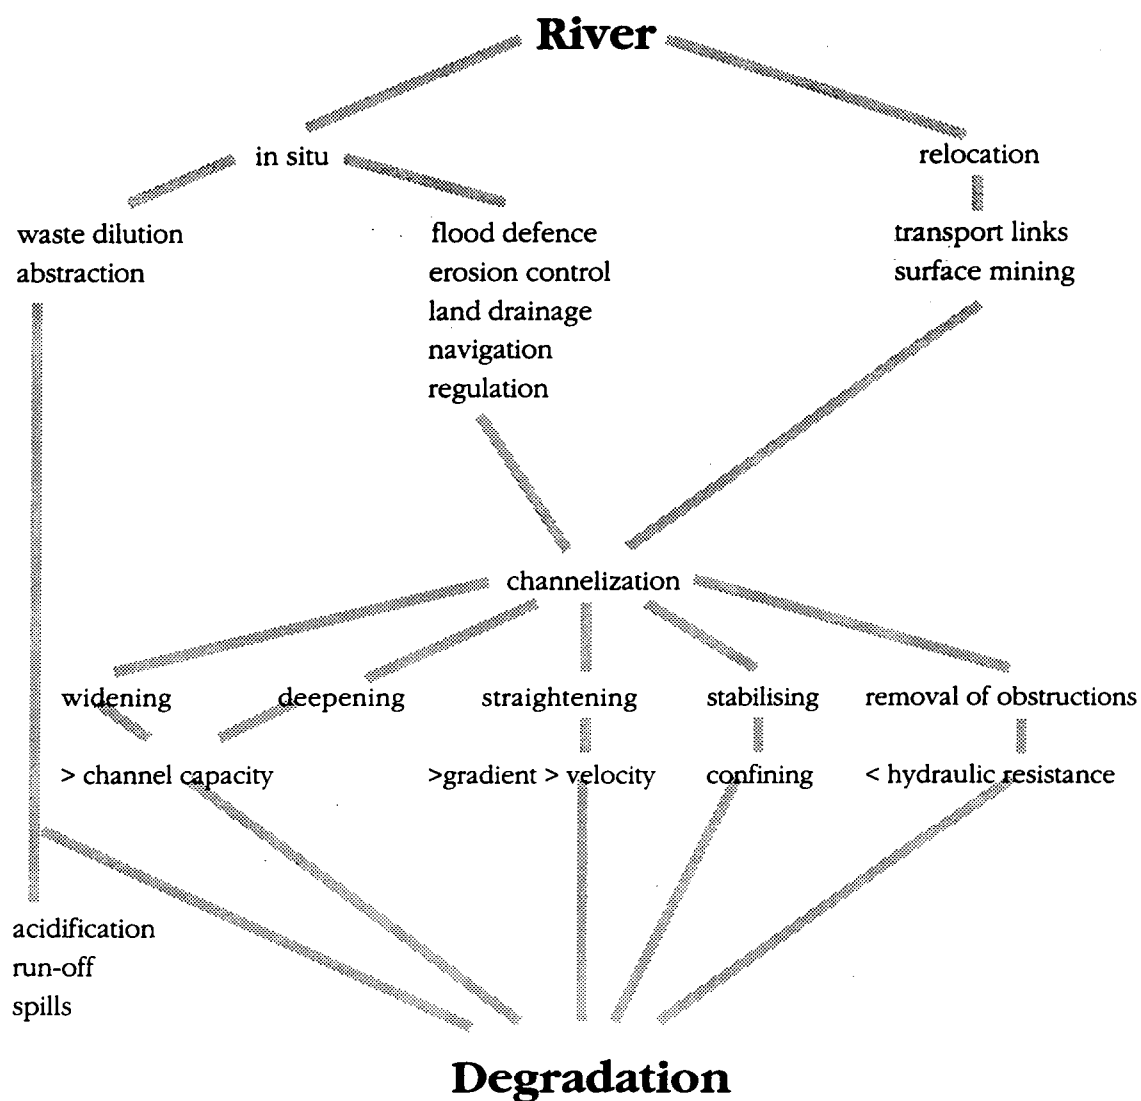 River
in situ
relocation
waste dilution
abstraction
flood defence
erosion control
land drainage
navigation
regulation
transport links
surface mining
channelization
widening
deepening
straightening
stabilising
removal of obstructions
> channel capacity
>gradient > velocity
confining
< hydraulic resistance
acidification
run-off
spills
Degradation